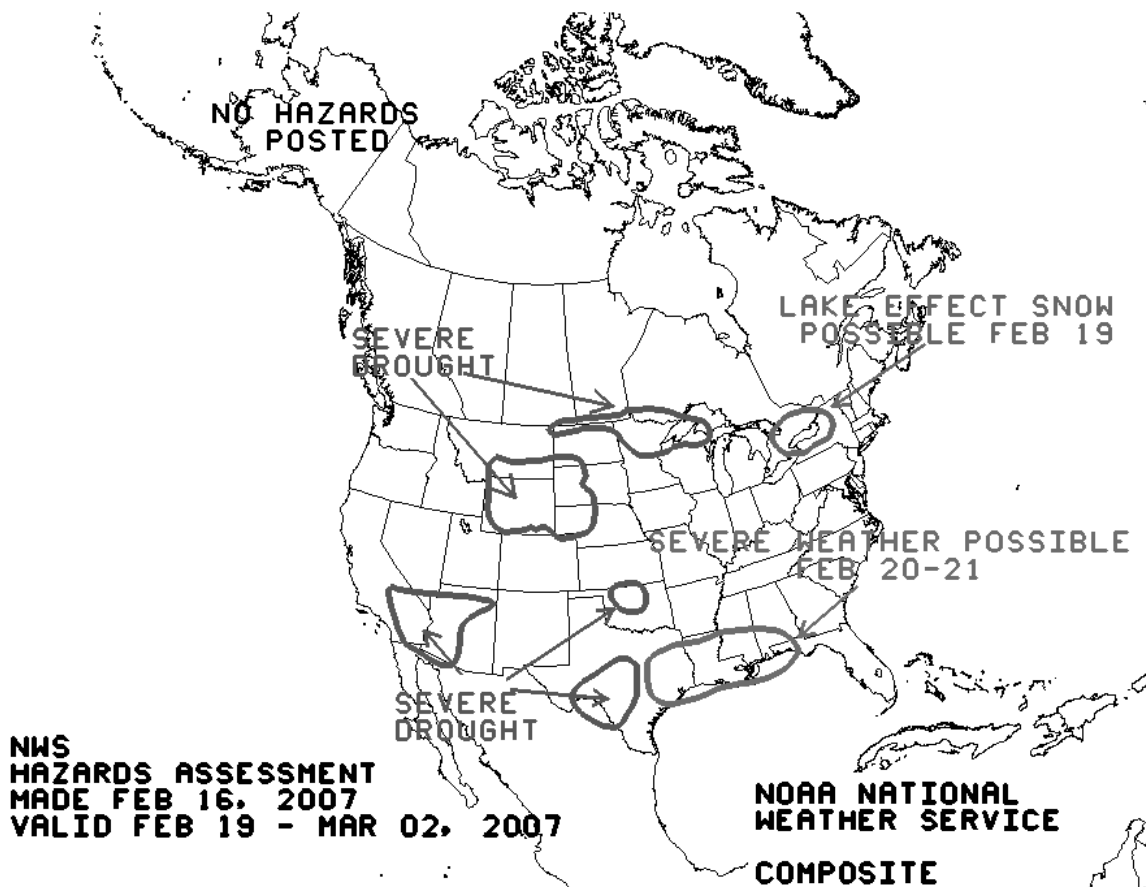 NO HAZARDS
POSTED
LAKE EFFECT SNOW
POSSIBLE FEB 19
SEVERE
DROUGHT
SEVERE WEATHER POSSIBLE
FEB 20-21
SEVERE
DROUGHT
NWS
HAZARDS ASSESSMENT
MADE FEB 16, 2007
VALID FEB 19 - MAR 02, 2007
NOAA NATIONAL
WEATHER SERVICE
COMPOSITE